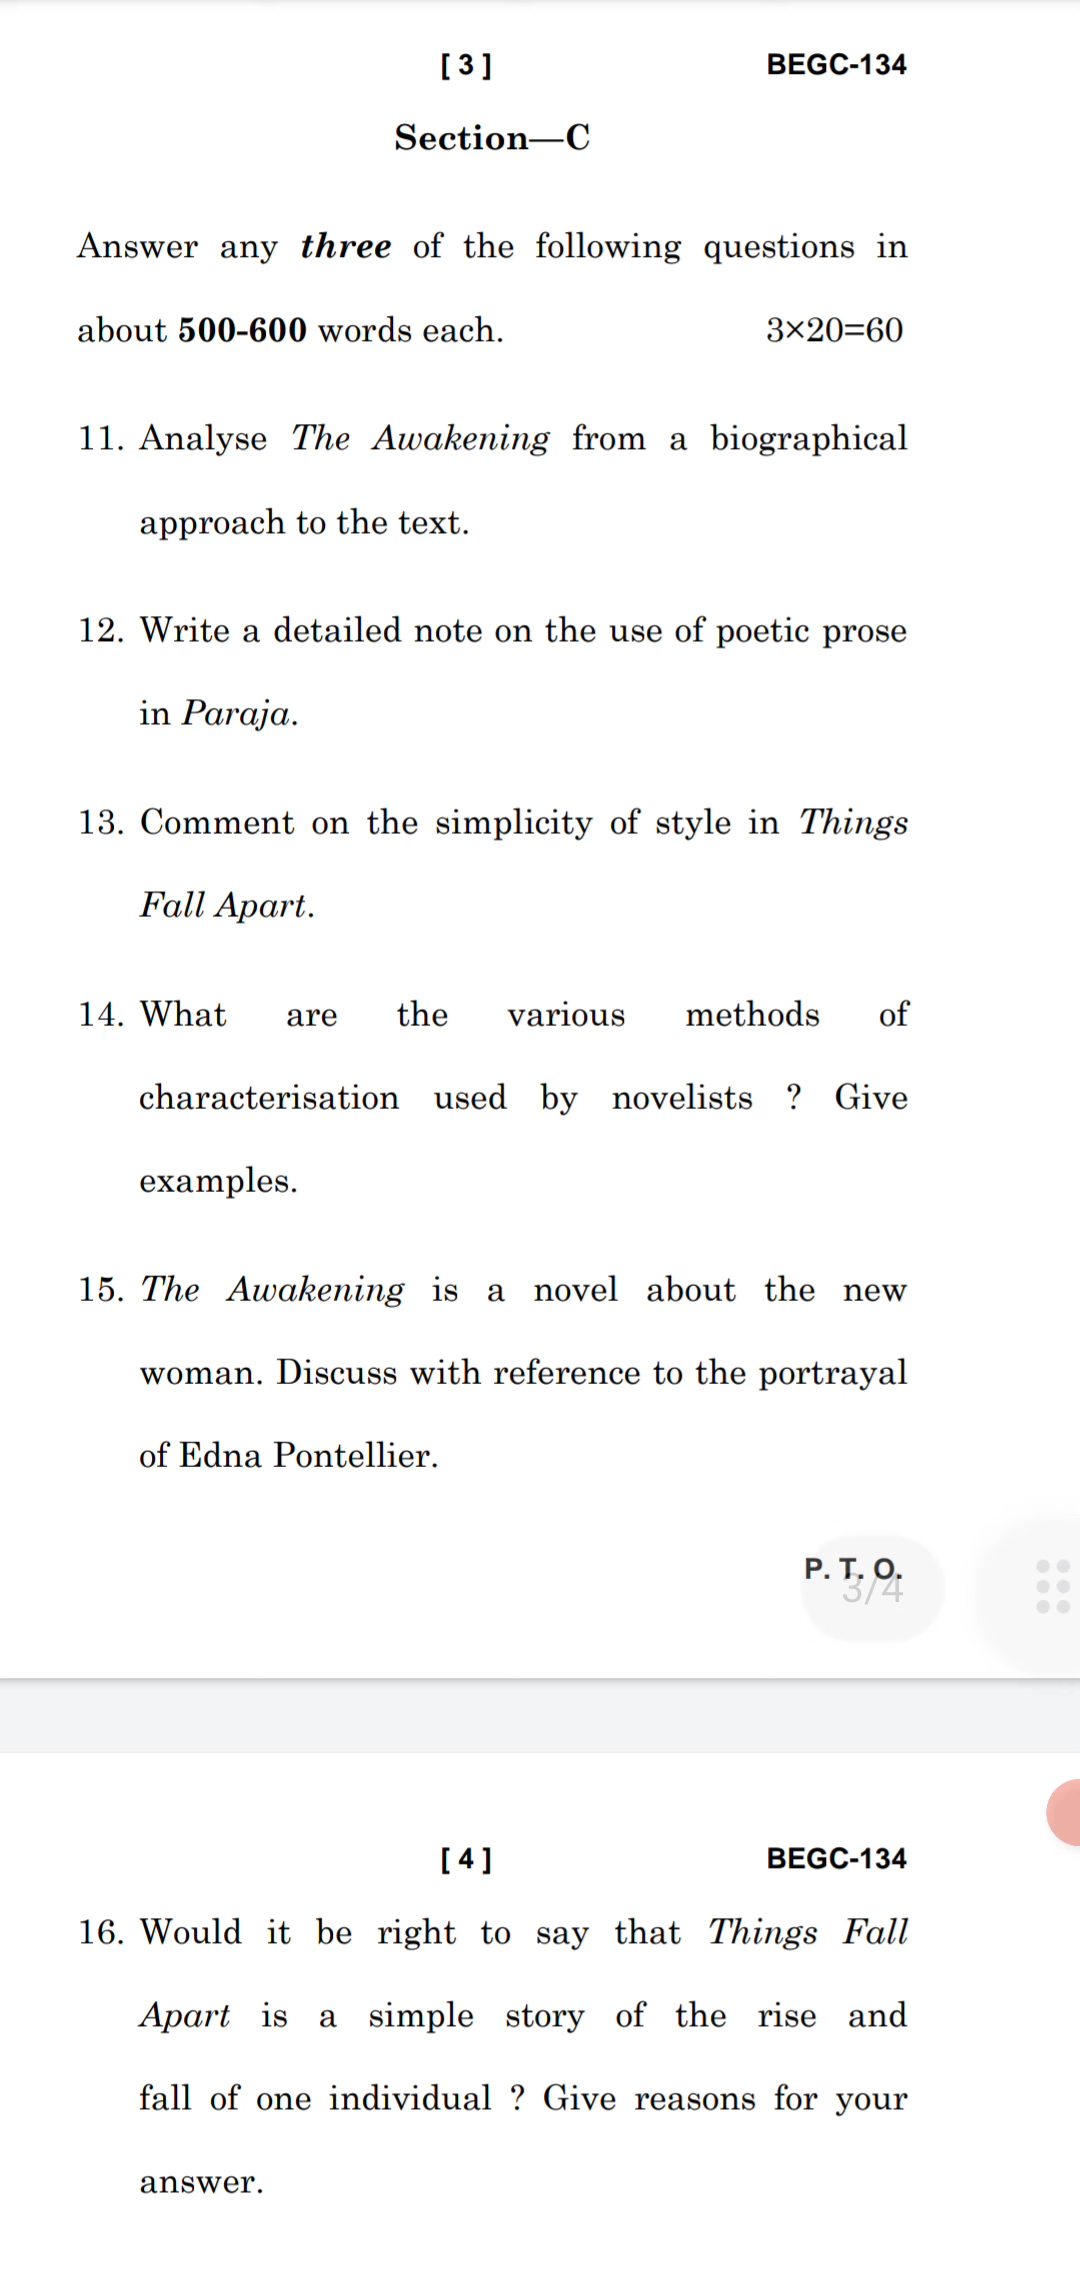 [ 3 ] BEGC-134
Section—C
Answer any three of the following questions in
about 500-600 words each. 3×20=60
11. Analyse The Awakening from a biographical
approach to the text.
12. Write a detailed note on the use of poetic prose
in Paraja.
13. Comment on the simplicity of style in Things
Fall Apart.
14. What are the various methods of
characterisation used by novelists ? Give
examples.
15. The Awakening is a novel about the new
woman. Discuss with reference to the portrayal
of Edna Pontellier.
P. T. O.
3/4
[ 4 ] BEGC-134
16. Would it be right to say that Things Fall
Apart is a simple story of the rise and
fall of one individual ? Give reasons for your
answer.